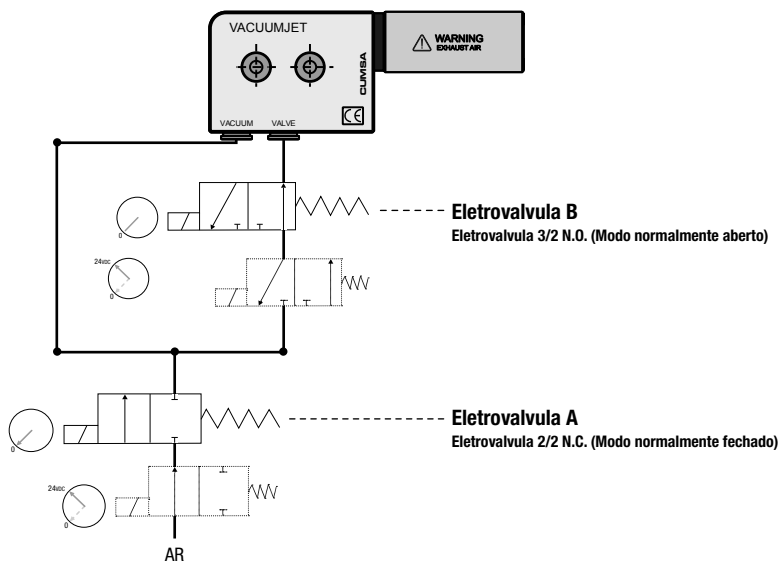 VACUUMJET
WARNING
EXHAUST AIR
CUMSA
CE
VACUUM VALVE
0
Eletrovalvula B
Eletrovalvula 3/2 N.O. (Modo normalmente aberto)
24VDC
0
Eletrovalvula A
Eletrovalvula 2/2 N.C. (Modo normalmente fechado)
0
24VDC
0
AR